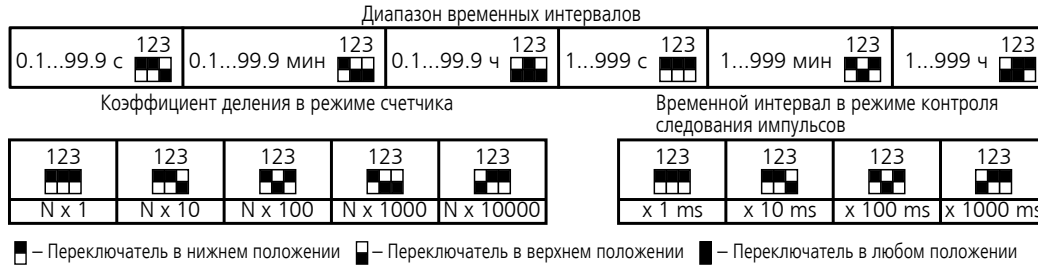 Диапазон временных интервалов
0.1...99.9 с 123 0.1...99.9 мин 123 0.1...99.9 ч 123 1...999 с 123 1...999 мин 123 1...999 ч 123
Коэффициент деления в режиме счетчика
Временной интервал в режиме контроля
следования импульсов
123 123 123 123 123
N x 1 N x 10 N x 100 N x 1000 N x 10000
123 123 123 123
x 1 ms x 10 ms x 100 ms x 1000 ms
– Переключатель в нижнем положении – Переключатель в верхнем положении – Переключатель в любом положении